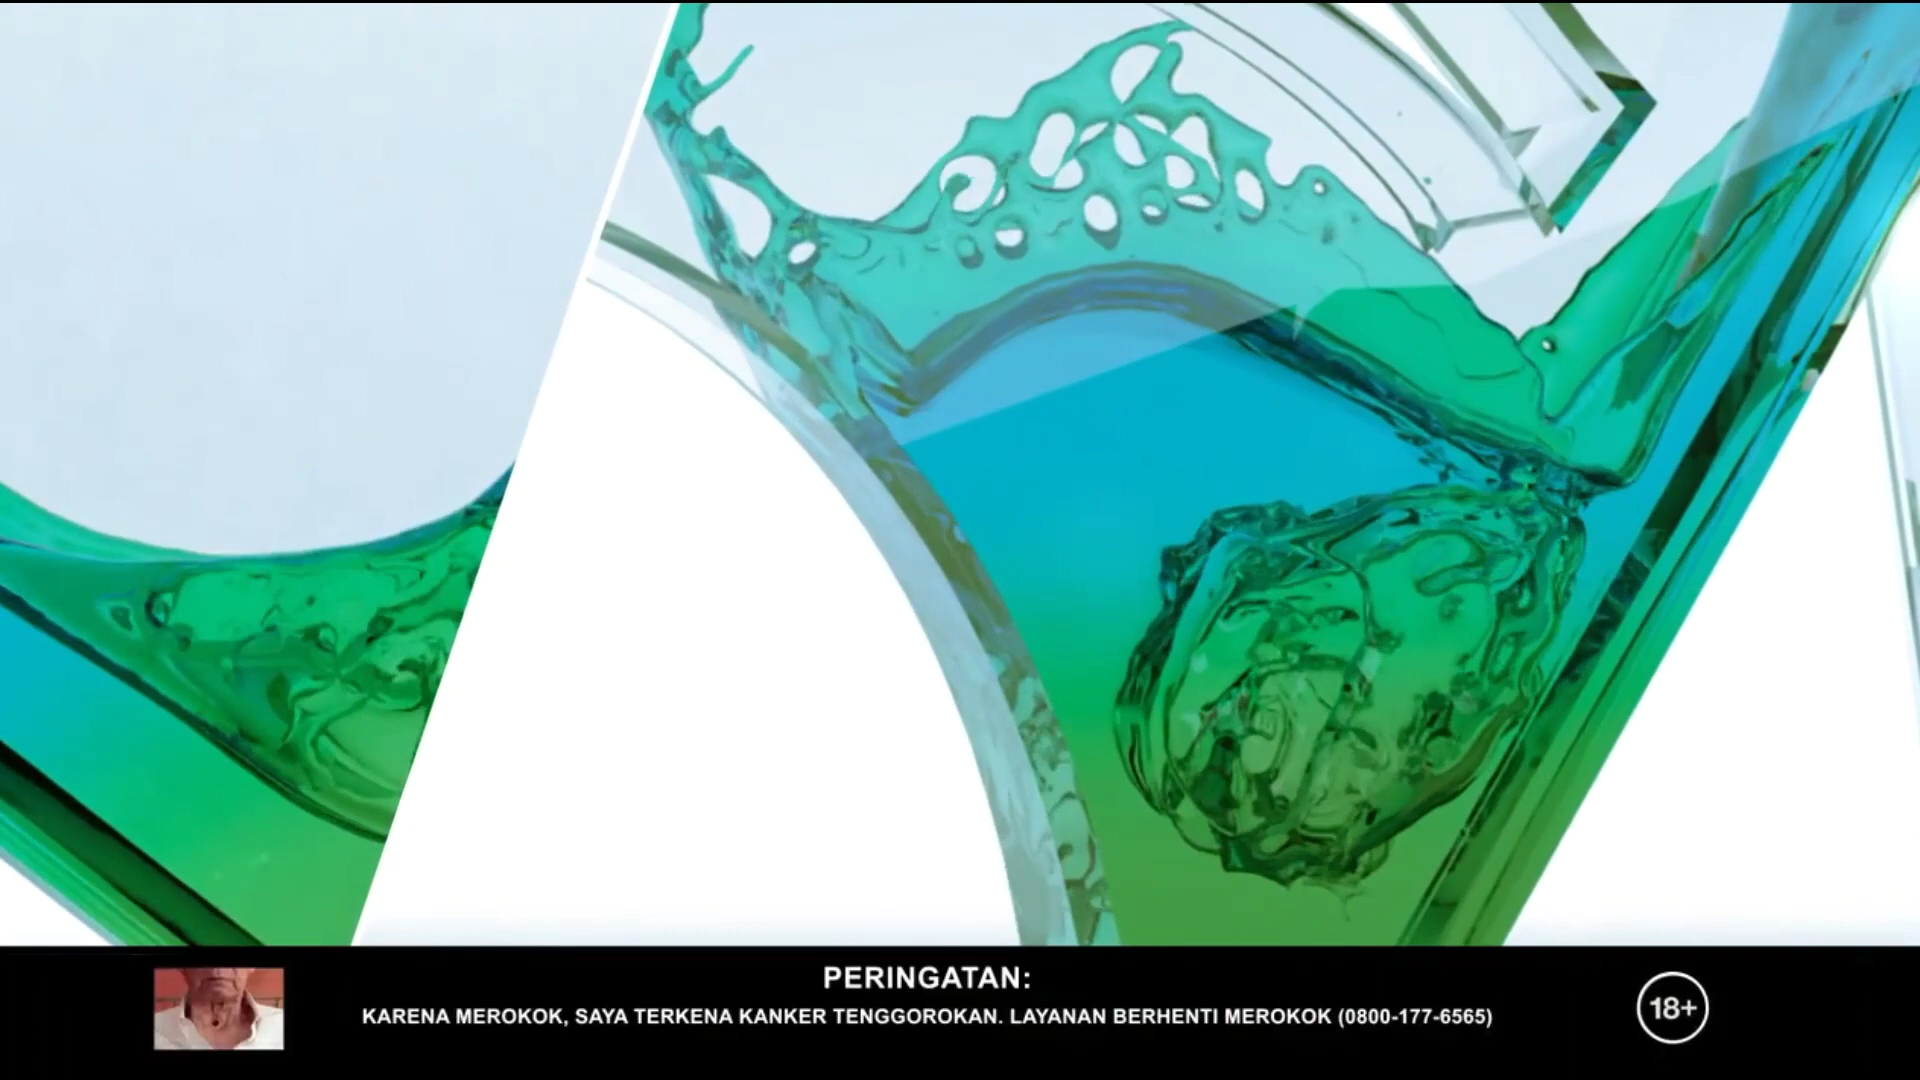 PERINGATAN:
KARENA MEROKOK, SAYA TERKENA KANKER TENGGOROKAN. LAYANAN BERHENTI MEROKOK (0800-177-6565)
18+